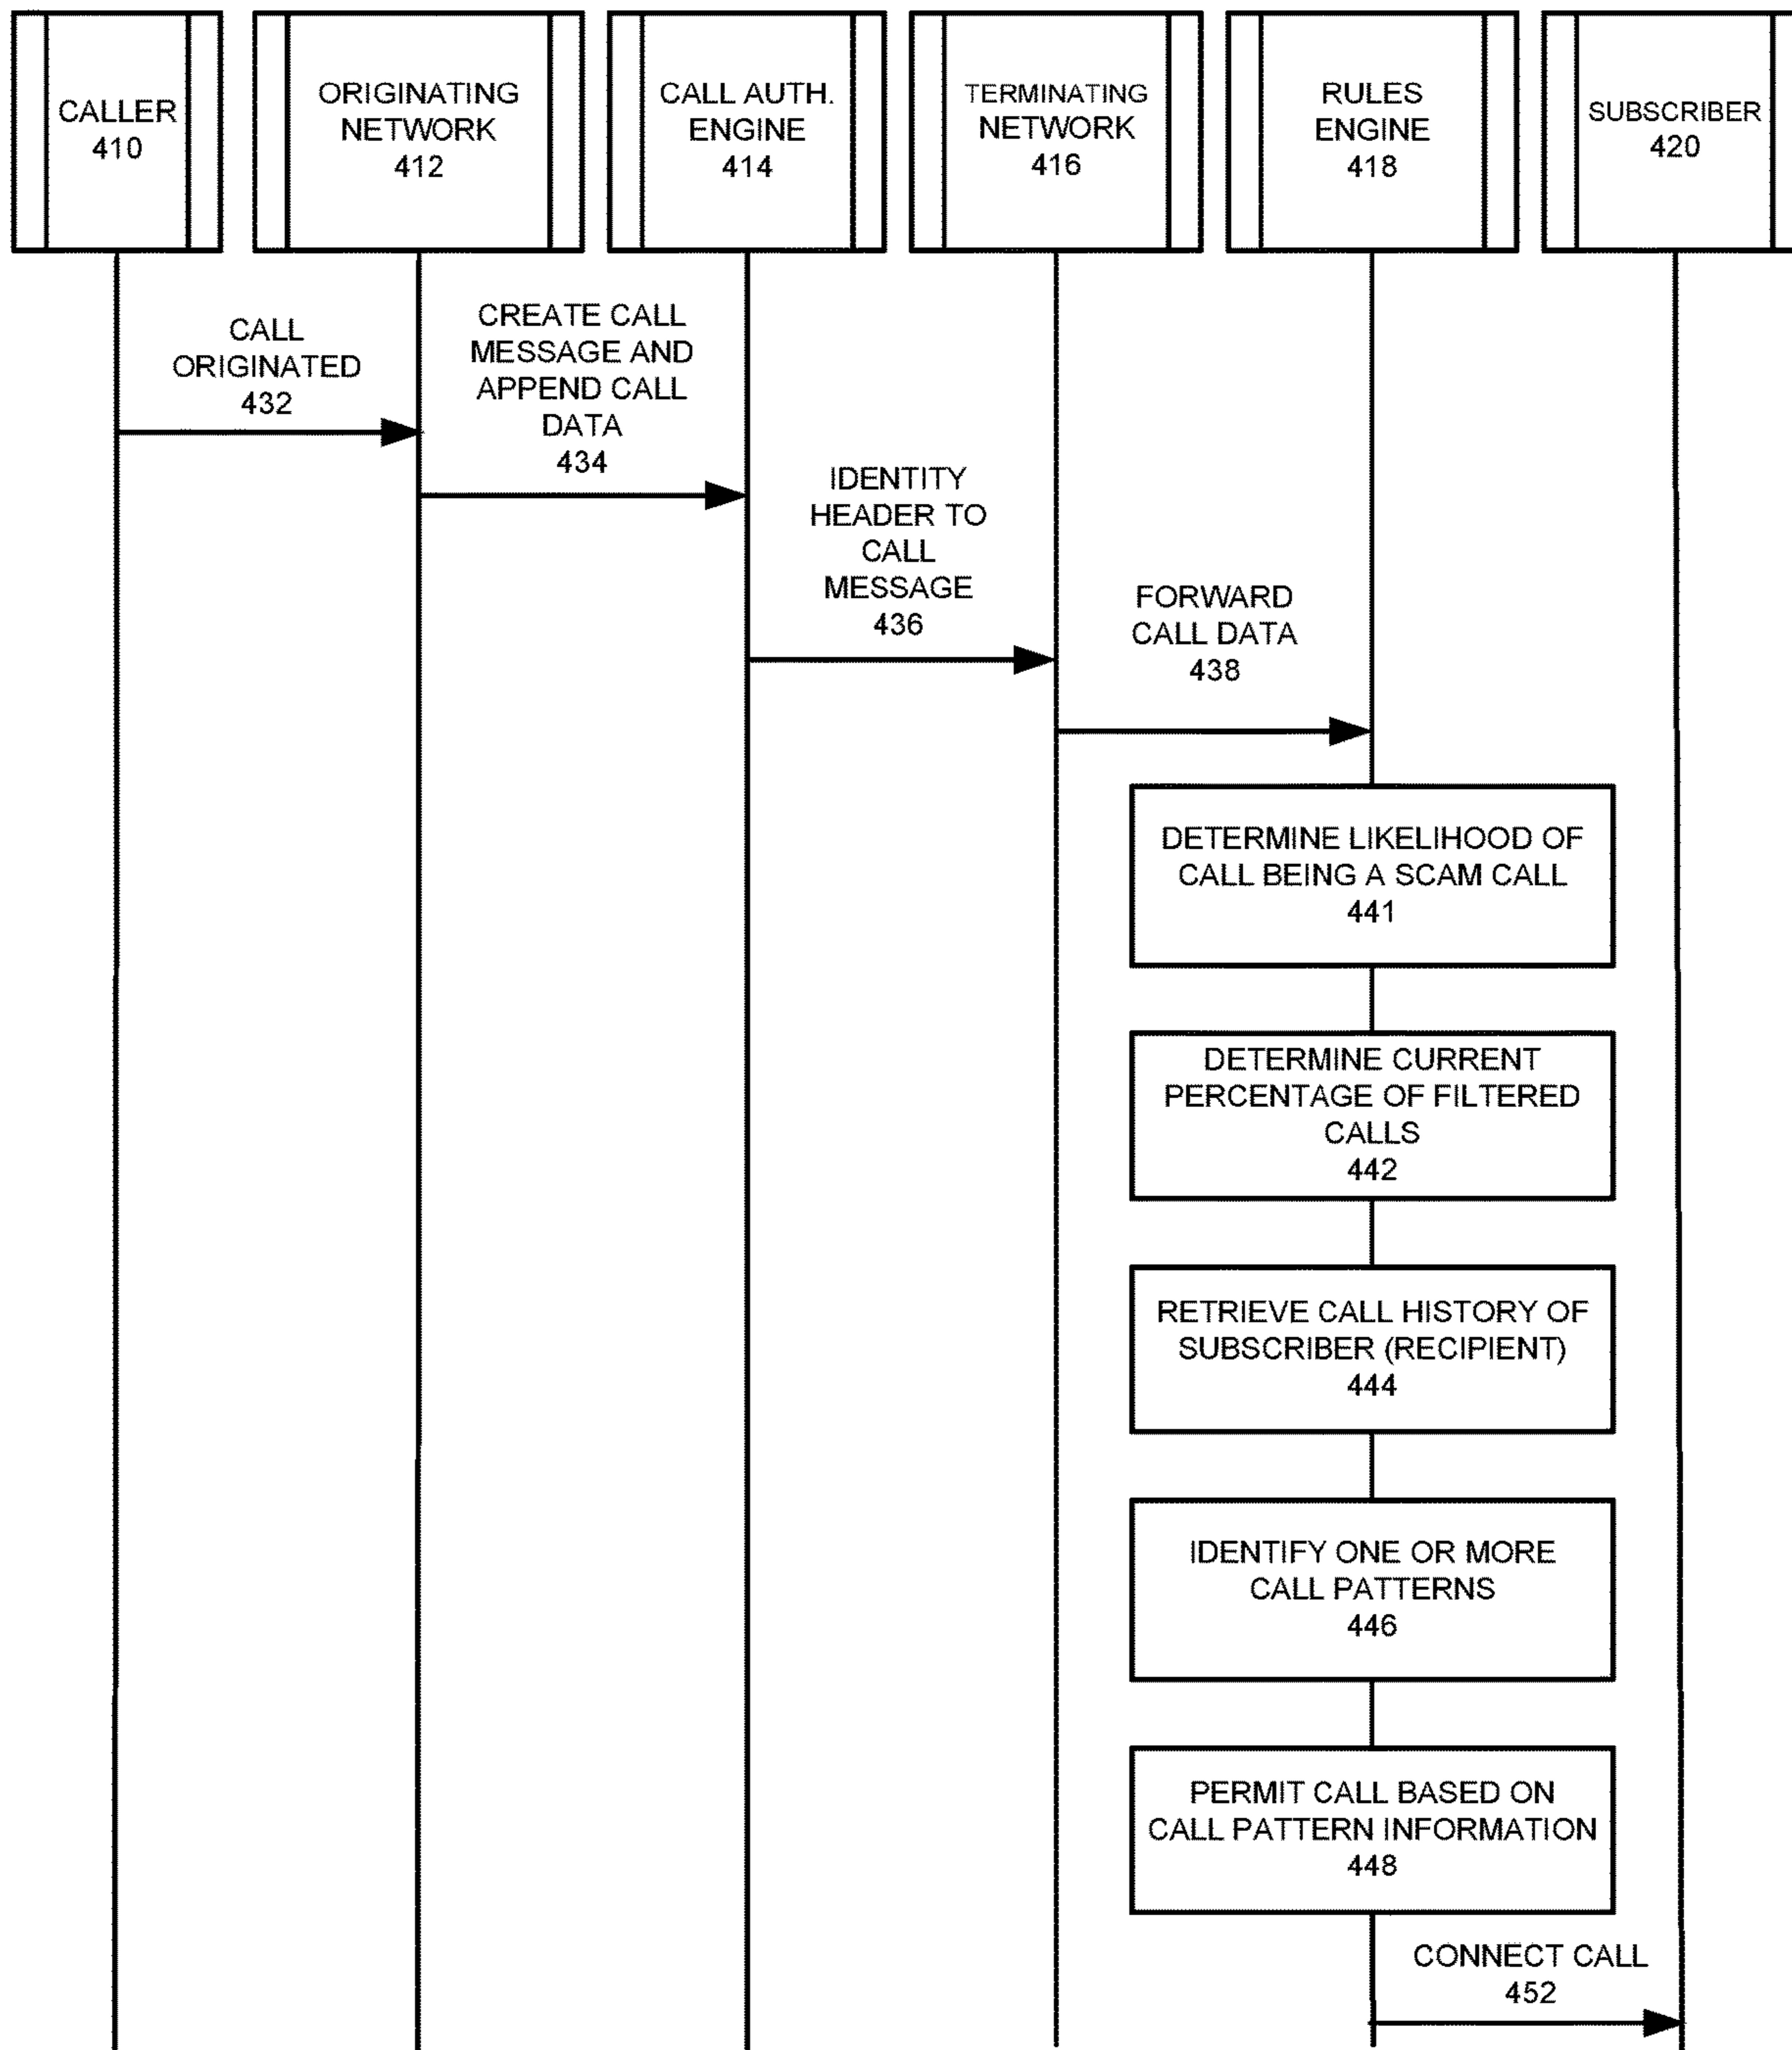 CALLER
410
ORIGINATING
NETWORK
412
CALL AUTH.
ENGINE
414
TERMINATING
NETWORK
416
RULES
ENGINE
418
SUBSCRIBER
420
CALL
ORIGINATED
432
CREATE CALL
MESSAGE AND
APPEND CALL
DATA
434
IDENTITY
HEADER TO
CALL
MESSAGE
436
FORWARD
CALL DATA
438
DETERMINE LIKELIHOOD OF
CALL BEING A SCAM CALL
441
DETERMINE CURRENT
PERCENTAGE OF FILTERED
CALLS
442
RETRIEVE CALL HISTORY OF
SUBSCRIBER (RECIPIENT)
444
IDENTIFY ONE OR MORE
CALL PATTERNS
446
PERMIT CALL BASED ON
CALL PATTERN INFORMATION
448
CONNECT CALL
452